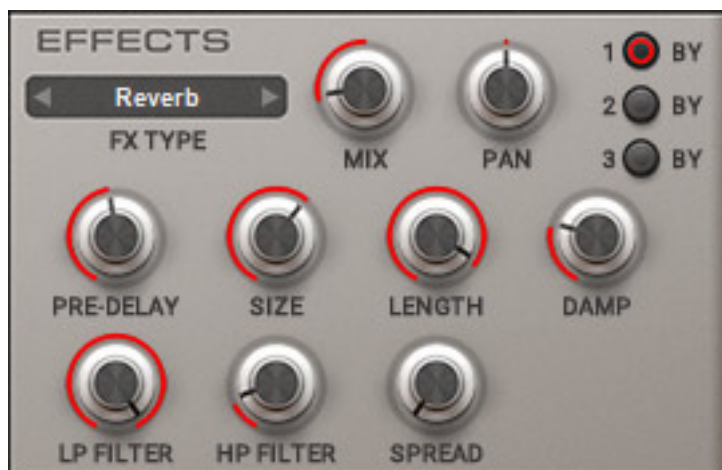 EFFECTS
1 BY
Reverb
2 BY
FX TYPE
MIX PAN
3 BY
PRE-DELAY SIZE LENGTH DAMP
LP FILTER HP FILTER SPREAD